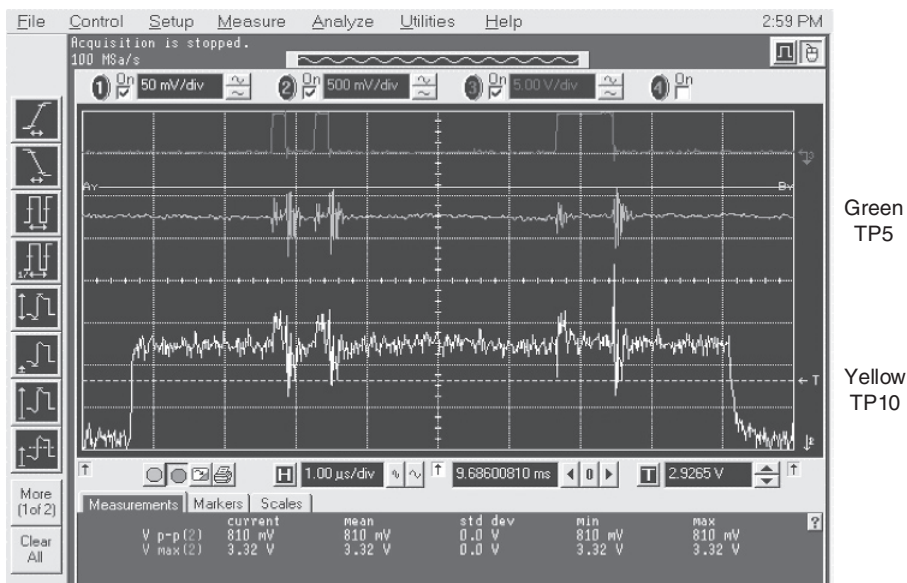 File Control Setup Measure Analyze Utilities Help 2:59 PM
Acquisition is stopped.
100 MSa/s
1 On 50 mV/div 2 On 500 mV/div 3 On 5.00 V/div 4 On
Ay By
Green
TP5
T
Yellow
TP10
H 1.00 µs/div 9.68600810 ms 0 T 2.9265 V
More
(1of 2)
Clear
All
Measurements Markers Scales
current mean std dev min max
V p-p(2) 810 mV 810 mV 0.0 V 810 mV 810 mV
V max(2) 3.32 V 3.32 V 0.0 V 3.32 V 3.32 V
?